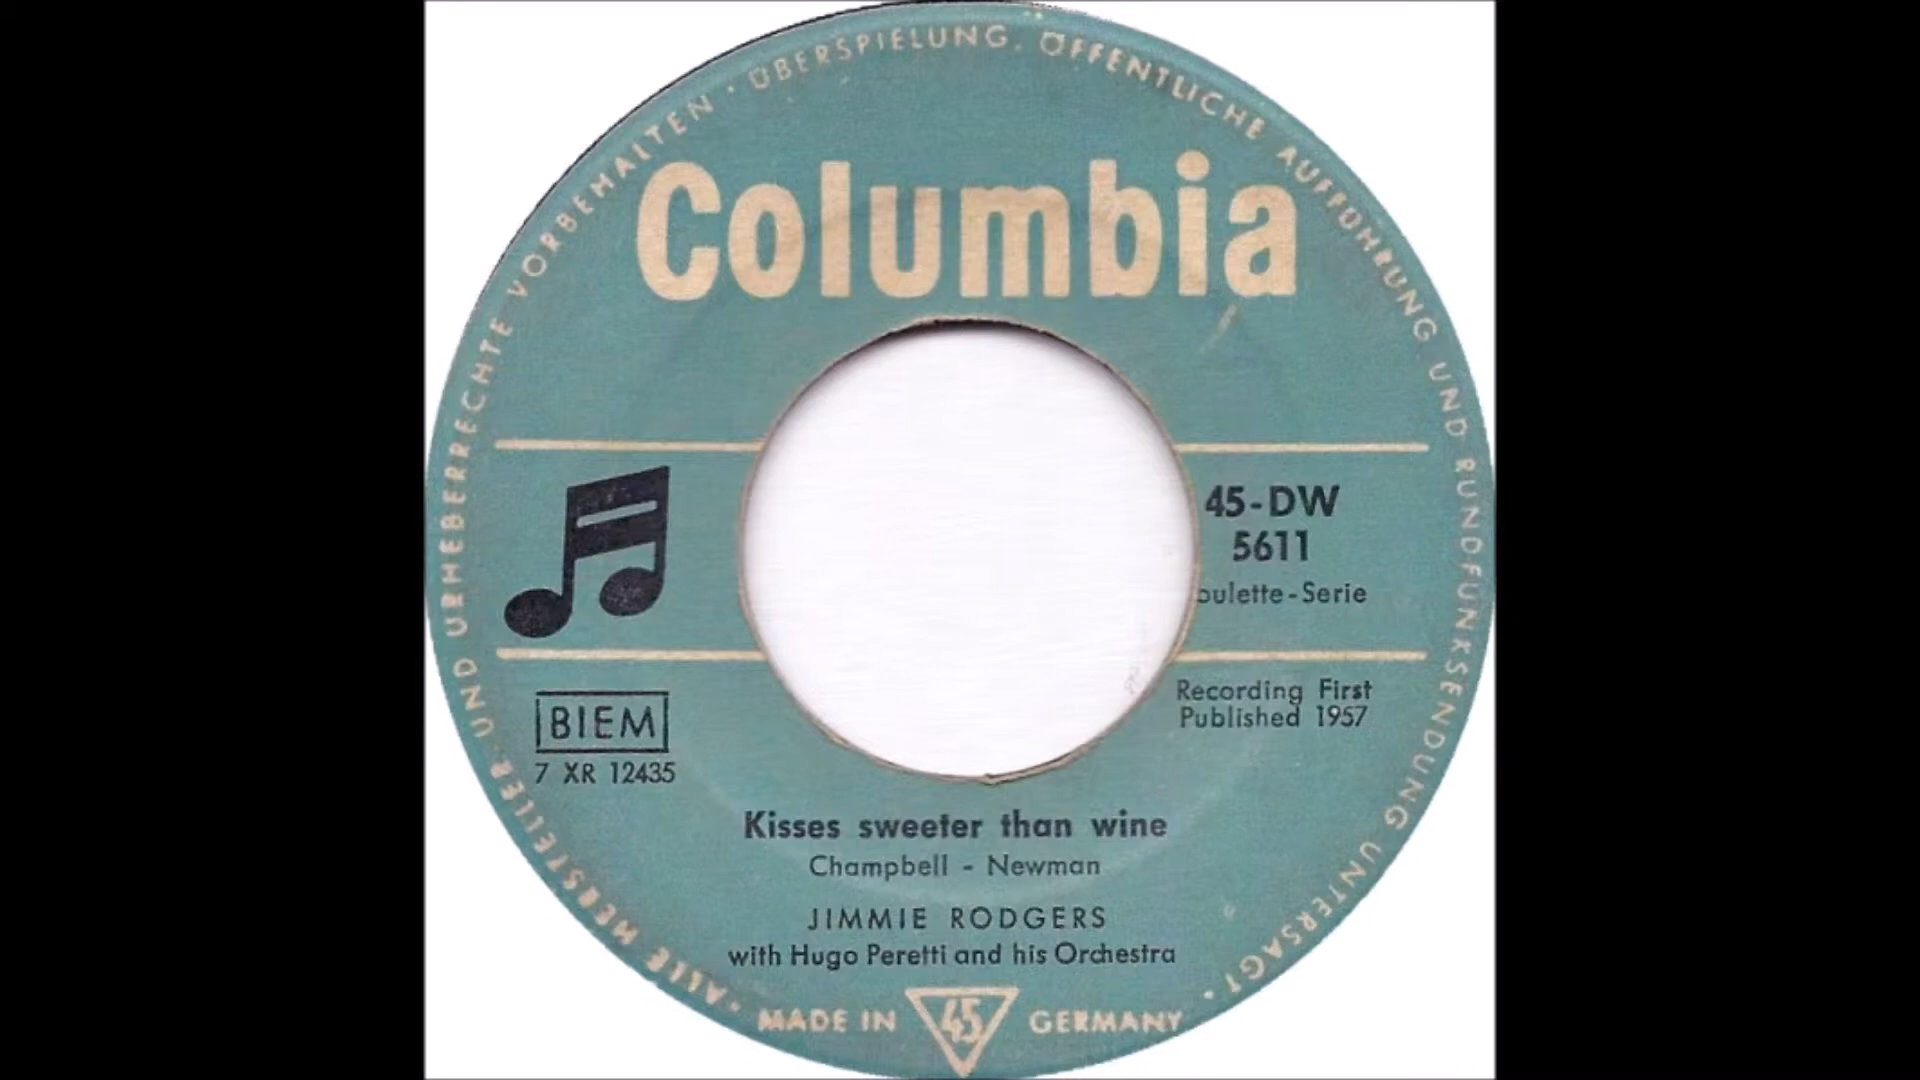 ALLE HERSTELLER- UND URHEBERRECHTE VORBEHALTEN · ÜBERSPIELUNG, ÖFFENTLICHE AUFFÜHRUNG UND RUNDFUNKSENDUNG UNTERSAGT ·
Columbia
45-DW
5611
oulette-Serie
Recording First
Published 1957
BIEM
7 XR 12435
Kisses sweeter than wine
Champbell - Newman
JIMMIE RODGERS
with Hugo Peretti and his Orchestra
MADE IN 45 GERMANY